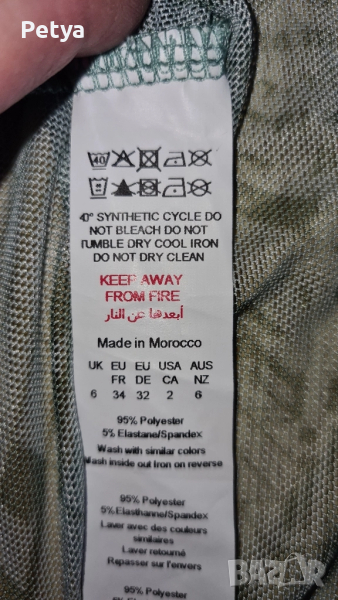 Petya
40
40° SYNTHETIC CYCLE DO
NOT BLEACH DO NOT
TUMBLE DRY COOL IRON
DO NOT DRY CLEAN
KEEP AWAY
FROM FIRE
أبعدها عن النار
Made in Morocco
UK EU EU USA AUS
FR DE CA NZ
6 34 32 2 6
95% Polyester
5% Elastane/Spandex
Wash with similar colors
Wash inside out Iron on reverse
95% Polyester
5% Elasthanne/Spandex
Laver avec des couleurs
similaires
Laver retourné
Repasser sur l'envers
95% Polyester
BAZAR